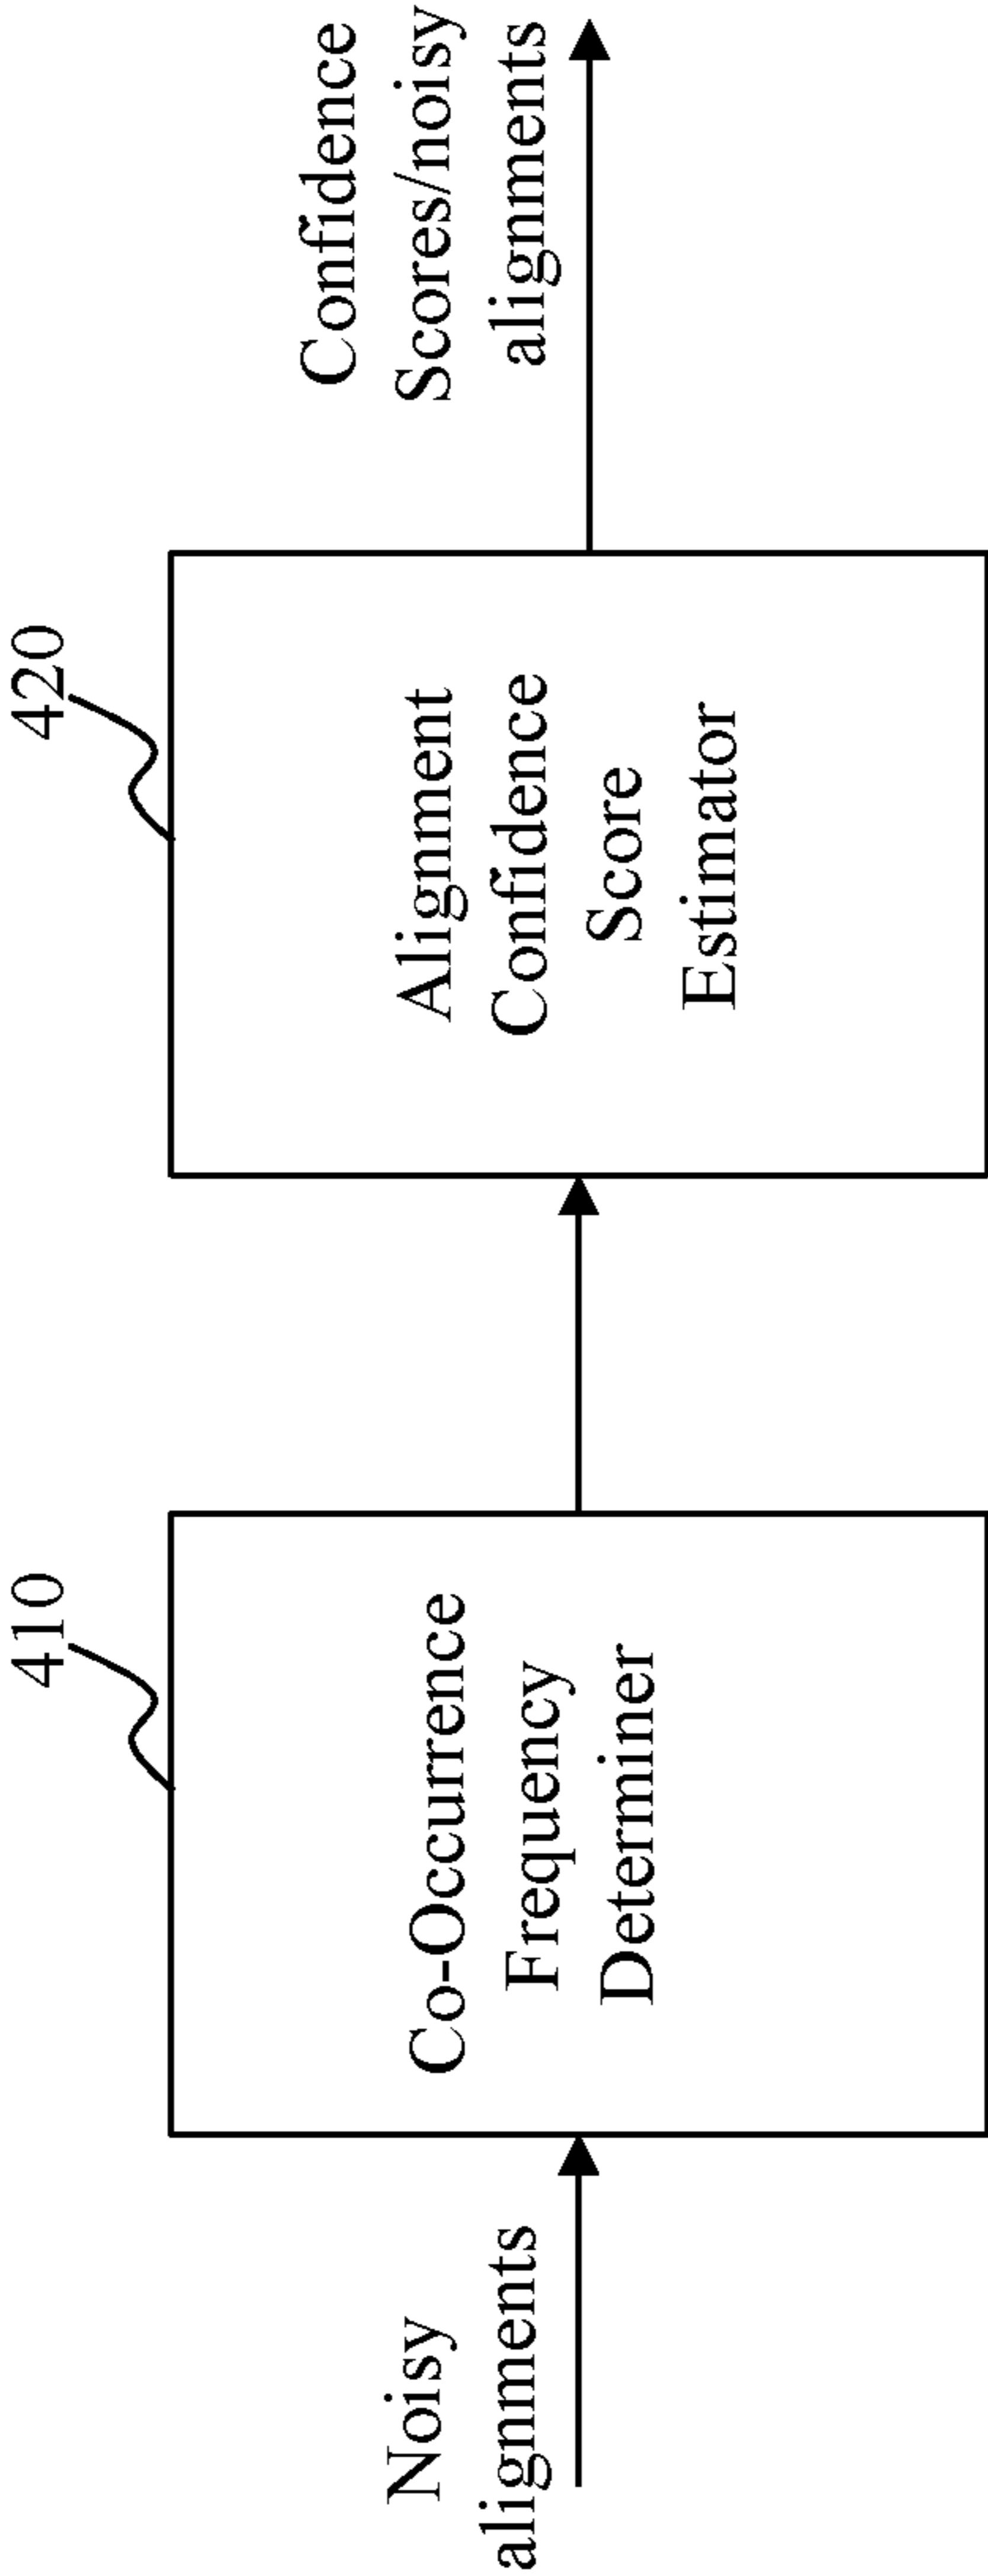 Noisy
alignments
410
Co-Occurrence
Frequency
Determiner
420
Alignment
Confidence
Score
Estimator
Confidence
Scores/noisy
alignments